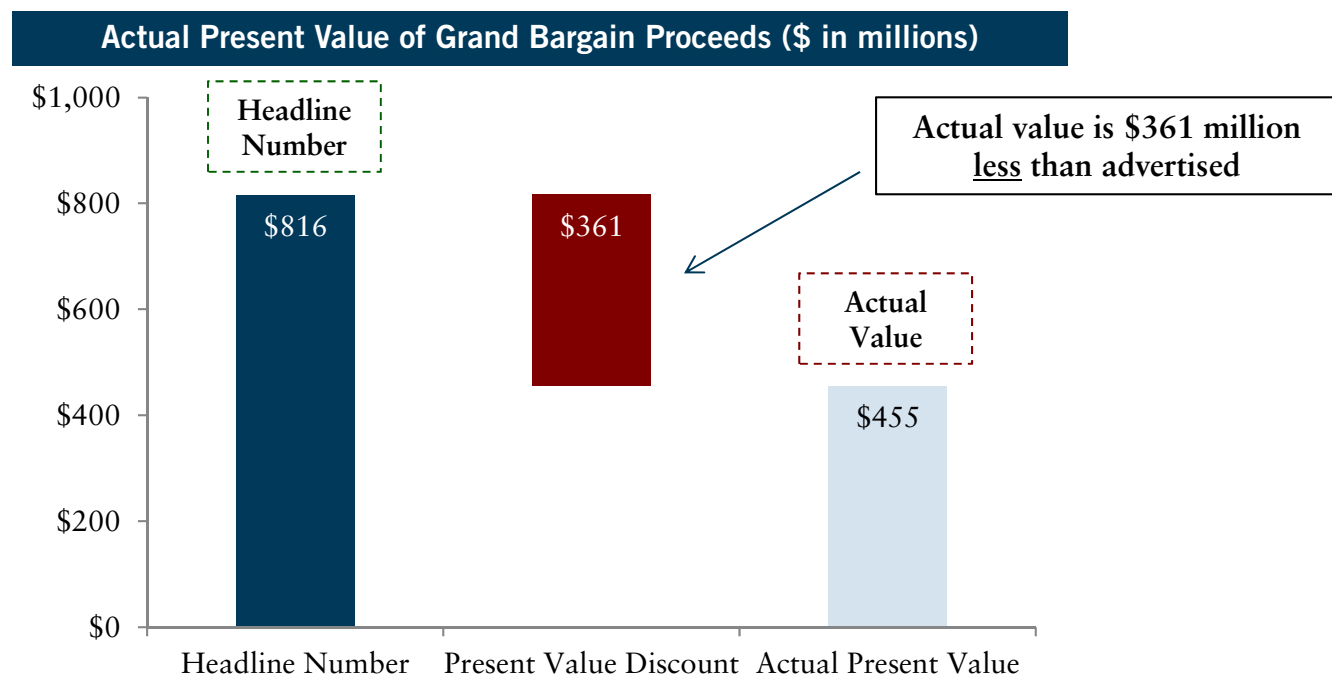 Actual Present Value of Grand Bargain Proceeds ($ in millions)
$1,000
$800
$600
$400
$200
$0
Headline
Number
$816
$361
Actual value is $361 million
less than advertised
Actual
Value
$455
Headline Number
Present Value Discount
Actual Present Value